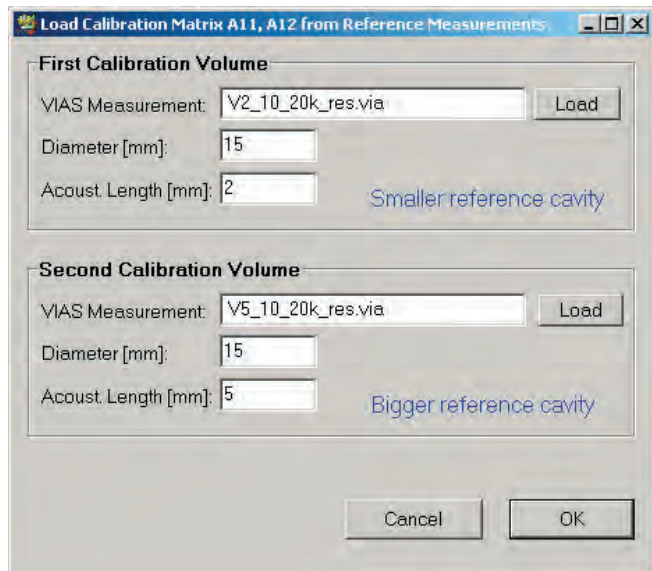 Load Calibration Matrix A11, A12 from Reference Measurements
First Calibration Volume
VIAS Measurement: V2_10_20k_res.via Load
Diameter [mm]: 15
Acoust. Length [mm]: 2 Smaller reference cavity
Second Calibration Volume
VIAS Measurement: V5_10_20k_res.via Load
Diameter [mm]: 15
Acoust. Length [mm]: 5 Bigger reference cavity
Cancel OK